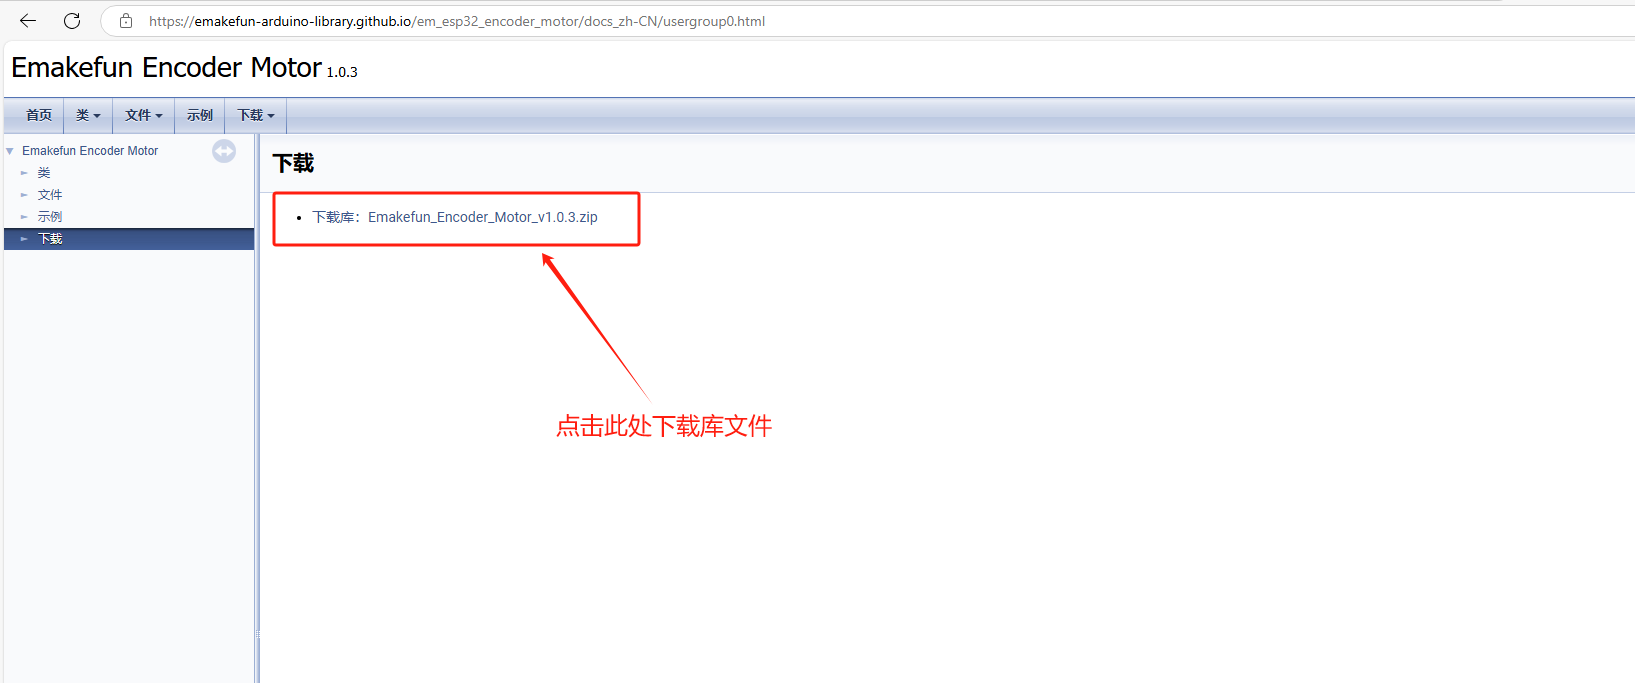 https://emakefun-arduino-library.github.io/em_esp32_encoder_motor/docs_zh-CN/usergroup0.html
Emakefun Encoder Motor 1.0.3
首页 类 文件 示例 下载
Emakefun Encoder Motor
类
文件
示例
下载
下载
下载库：Emakefun_Encoder_Motor_v1.0.3.zip
点击此处下载库文件